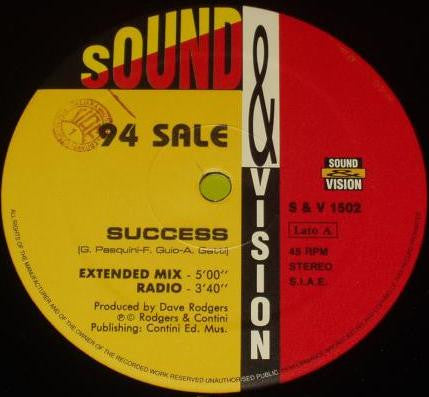 SOUND
&
VISION
94 SALE
SUCCESS
(G. Pasquini-F. Guio-A. Gatti)
EXTENDED MIX - 5'00"
RADIO - 3'40"
Produced by Dave Rodgers
℗© Rodgers & Contini
Publishing: Contini Ed. Mus.
SOUND
&
VISION
S & V 1502
Lato A
45 RPM
STEREO
S.I.A.E.
ALL RIGHTS OF THE MANUFACTURER AND OF THE OWNER OF THE RECORDED WORK RESERVED UNAUTHORISED PUBLIC